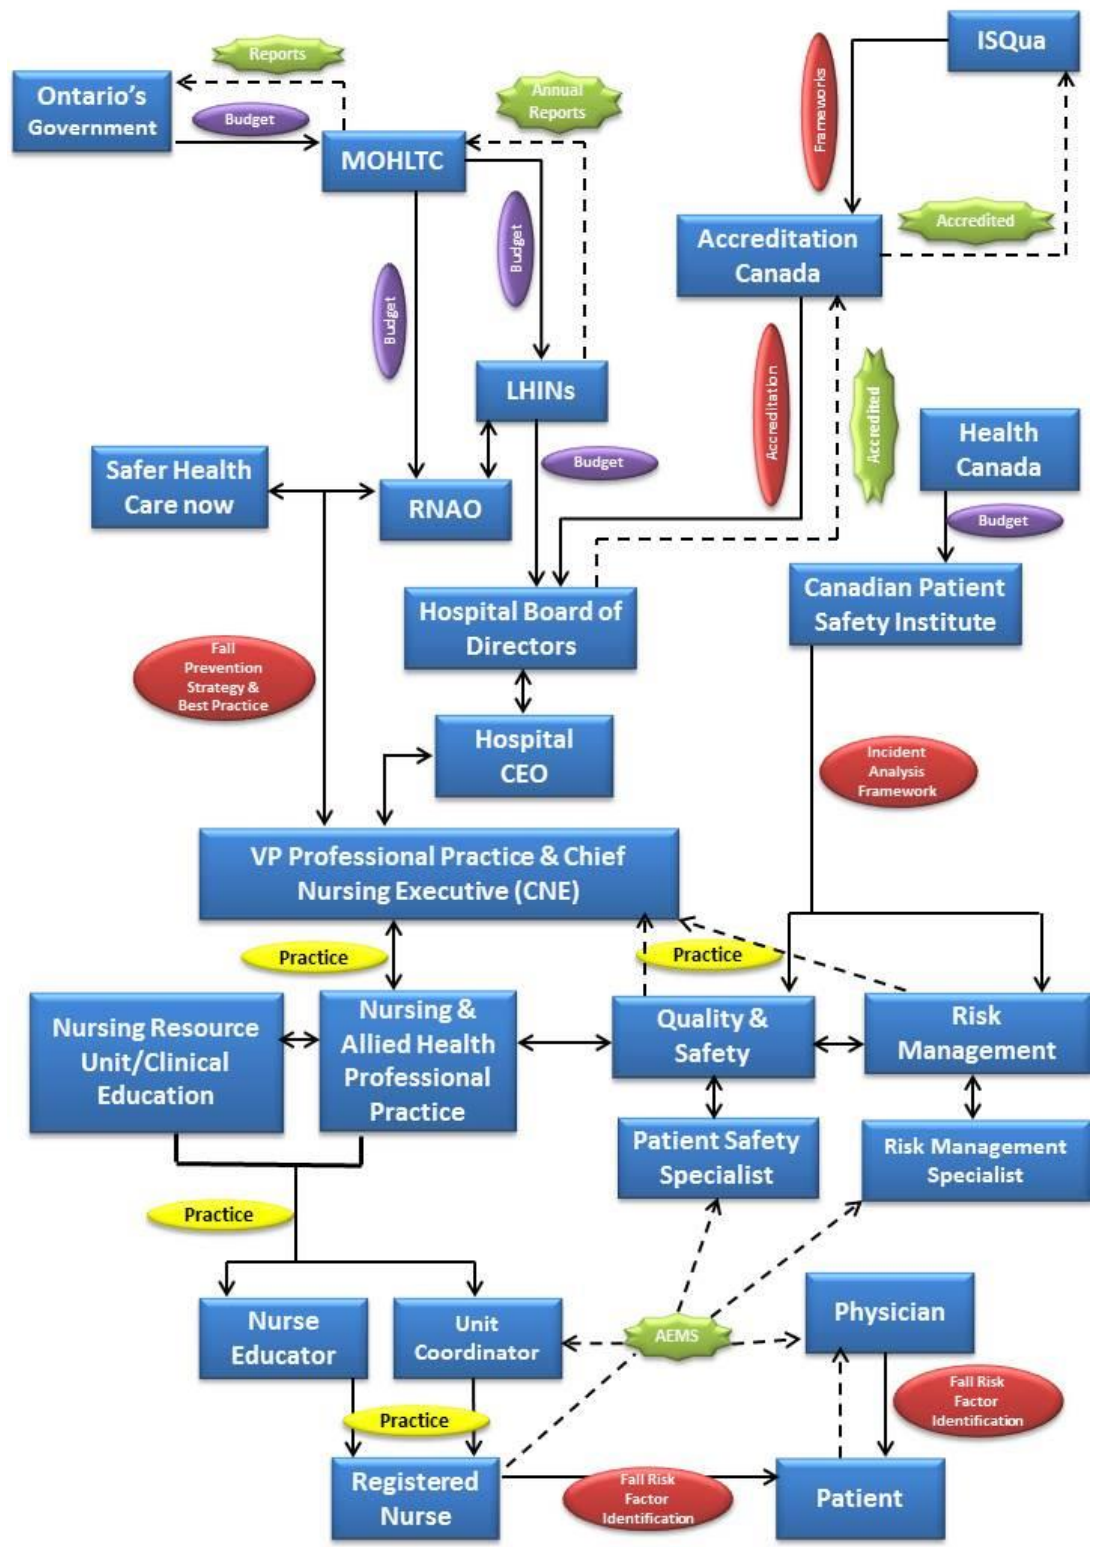 Reports
ISQua
Ontario's
Government
Budget
Annual
Reports
Frameworks
MOHLTC
Budget
Accredited
Accreditation
Canada
Budget
LHINs
Accreditation
Accredited
Health
Canada
Safer Health
Care now
Budget
RNAO
Budget
Canadian Patient
Safety Institute
Hospital Board of
Directors
Fall
Prevention
Strategy &
Best Practice
Hospital
CEO
Incident
Analysis
Framework
VP Professional Practice & Chief
Nursing Executive (CNE)
Practice
Practice
Nursing Resource
Unit/Clinical
Education
Nursing &
Allied Health
Professional
Practice
Quality &
Safety
Risk
Management
Patient Safety
Specialist
Risk Management
Specialist
Practice
Nurse
Educator
Unit
Coordinator
AEMS
Physician
Fall Risk
Factor
Identification
Practice
Registered
Nurse
Fall Risk
Factor
Identification
Patient